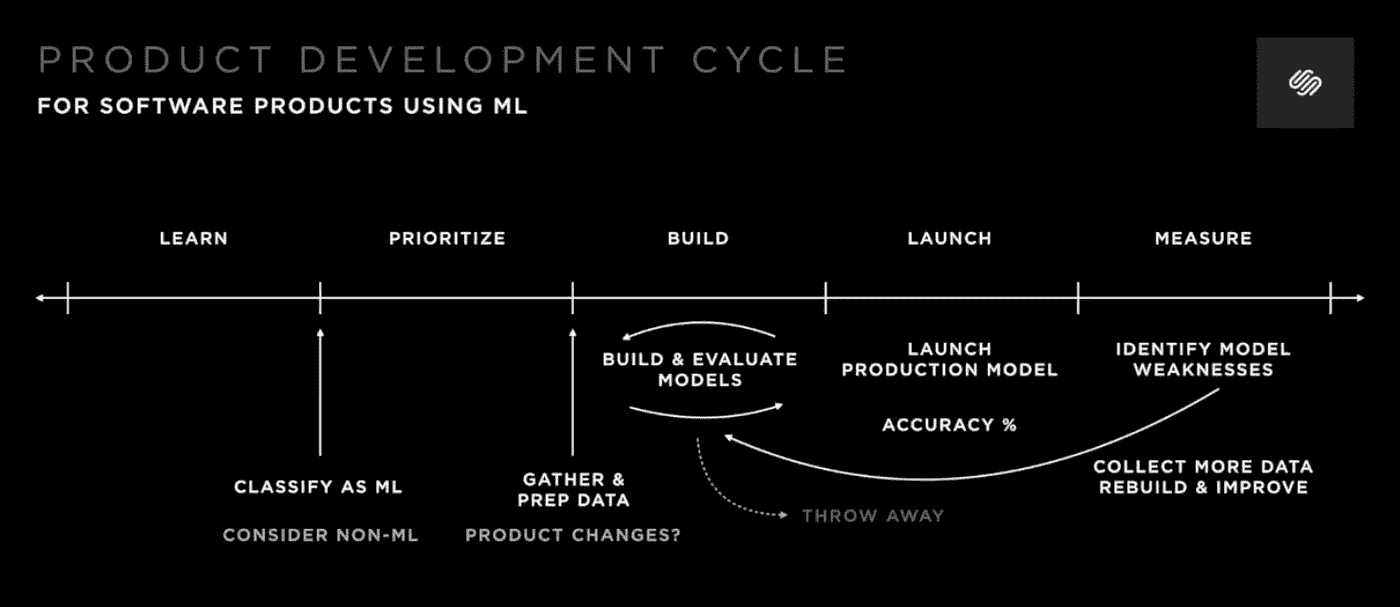 PRODUCT DEVELOPMENT CYCLE
FOR SOFTWARE PRODUCTS USING ML
LEARN
PRIORITIZE
BUILD
LAUNCH
MEASURE
BUILD & EVALUATE
MODELS
LAUNCH
PRODUCTION MODEL
IDENTIFY MODEL
WEAKNESSES
ACCURACY %
CLASSIFY AS ML
CONSIDER NON-ML
GATHER &
PREP DATA
PRODUCT CHANGES?
THROW AWAY
COLLECT MORE DATA
REBUILD & IMPROVE